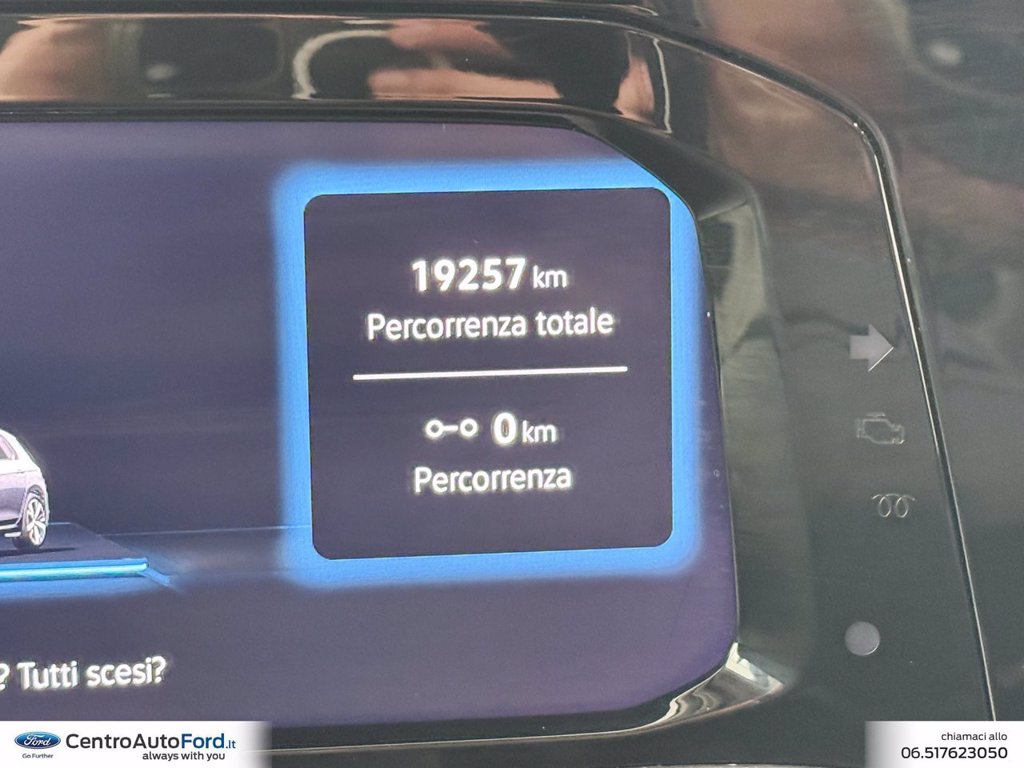 19257 km
Percorrenza totale
0 km
Percorrenza
? Tutti scesi?
Ford
Go Further
CentroAutoFord.it
always with you
chiamaci allo
06.517623050